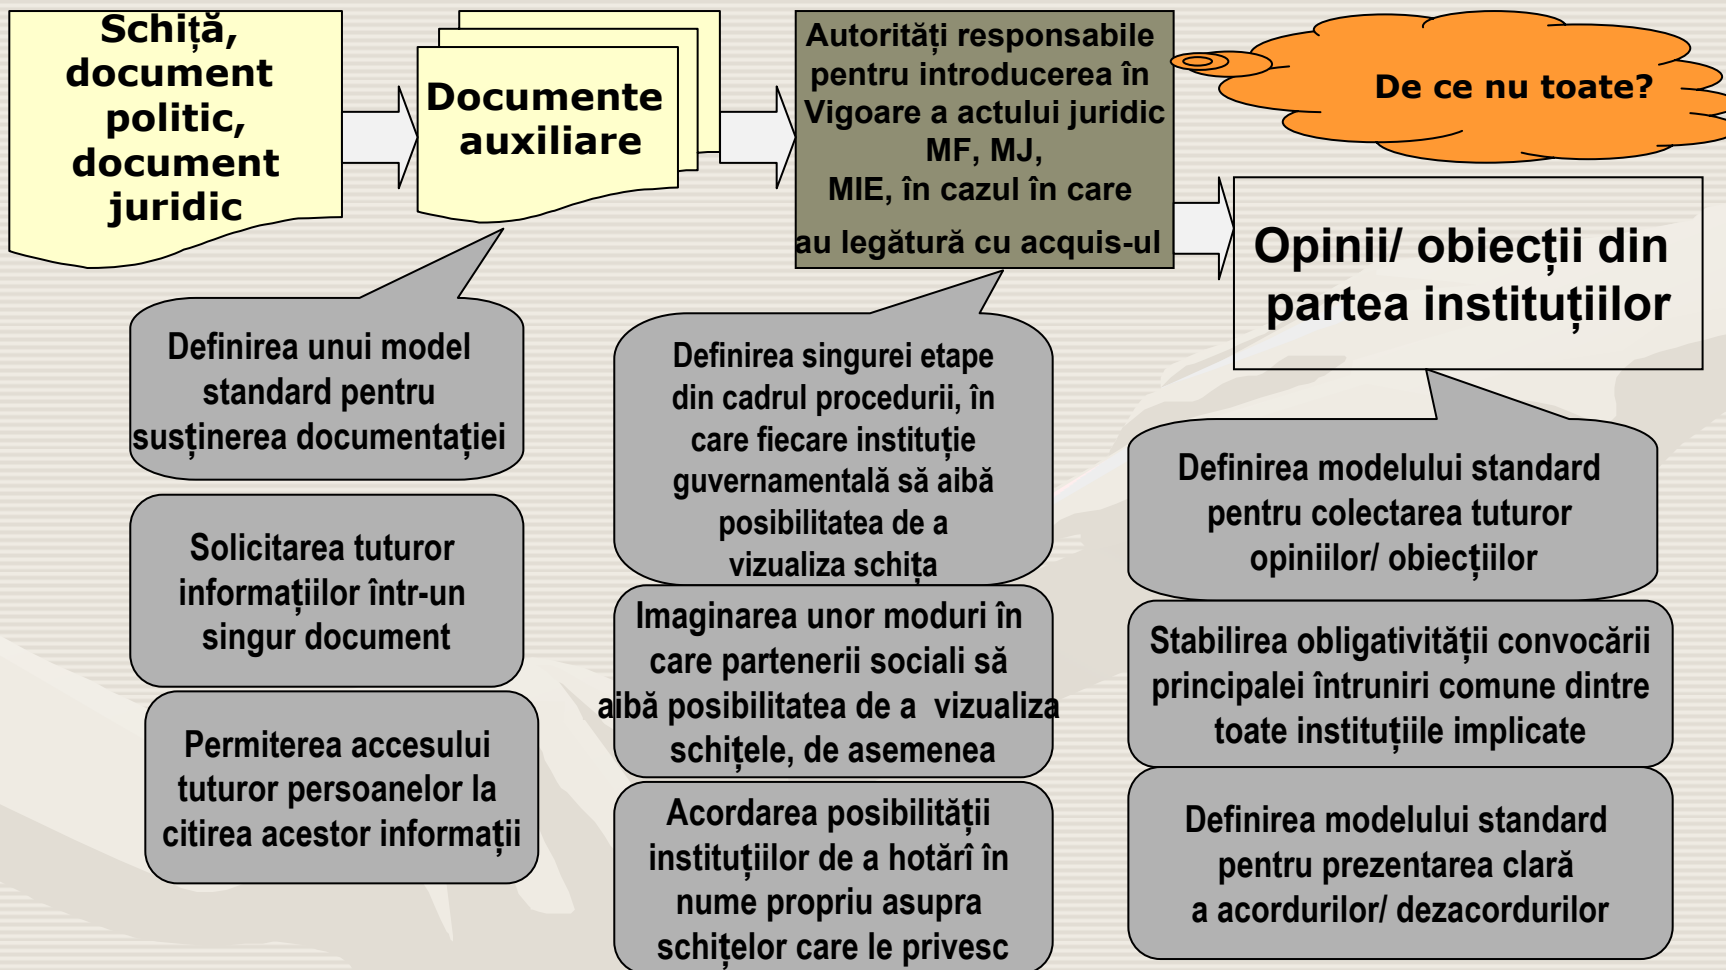 Schiță,
document
politic,
document
juridic
Documente
auxiliare
Autorități responsabile
pentru introducerea în
Vigoare a actului juridic
MF, MJ,
MIE, în cazul în care
au legătură cu acquis-ul
De ce nu toate?
Opinii/ obiecții din
partea instituțiilor
Definirea unui model
standard pentru
susținerea documentației
Solicitarea tuturor
informațiilor într-un
singur document
Permiterea accesului
tuturor persoanelor la
citirea acestor informații
Definirea singurei etape
din cadrul procedurii, în
care fiecare instituție
guvernamentală să aibă
posibilitatea de a
vizualiza schița
Imaginarea unor moduri în
care partenerii sociali să
aibă posibilitatea de a vizualiza
schițele, de asemenea
Acordarea posibilității
instituțiilor de a hotărî în
nume propriu asupra
schițelor care le privesc
Definirea modelului standard
pentru colectarea tuturor
opiniilor/ obiecțiilor
Stabilirea obligativității convocării
principalei întruniri comune dintre
toate instituțiile implicate
Definirea modelului standard
pentru prezentarea clară
a acordurilor/ dezacordurilor